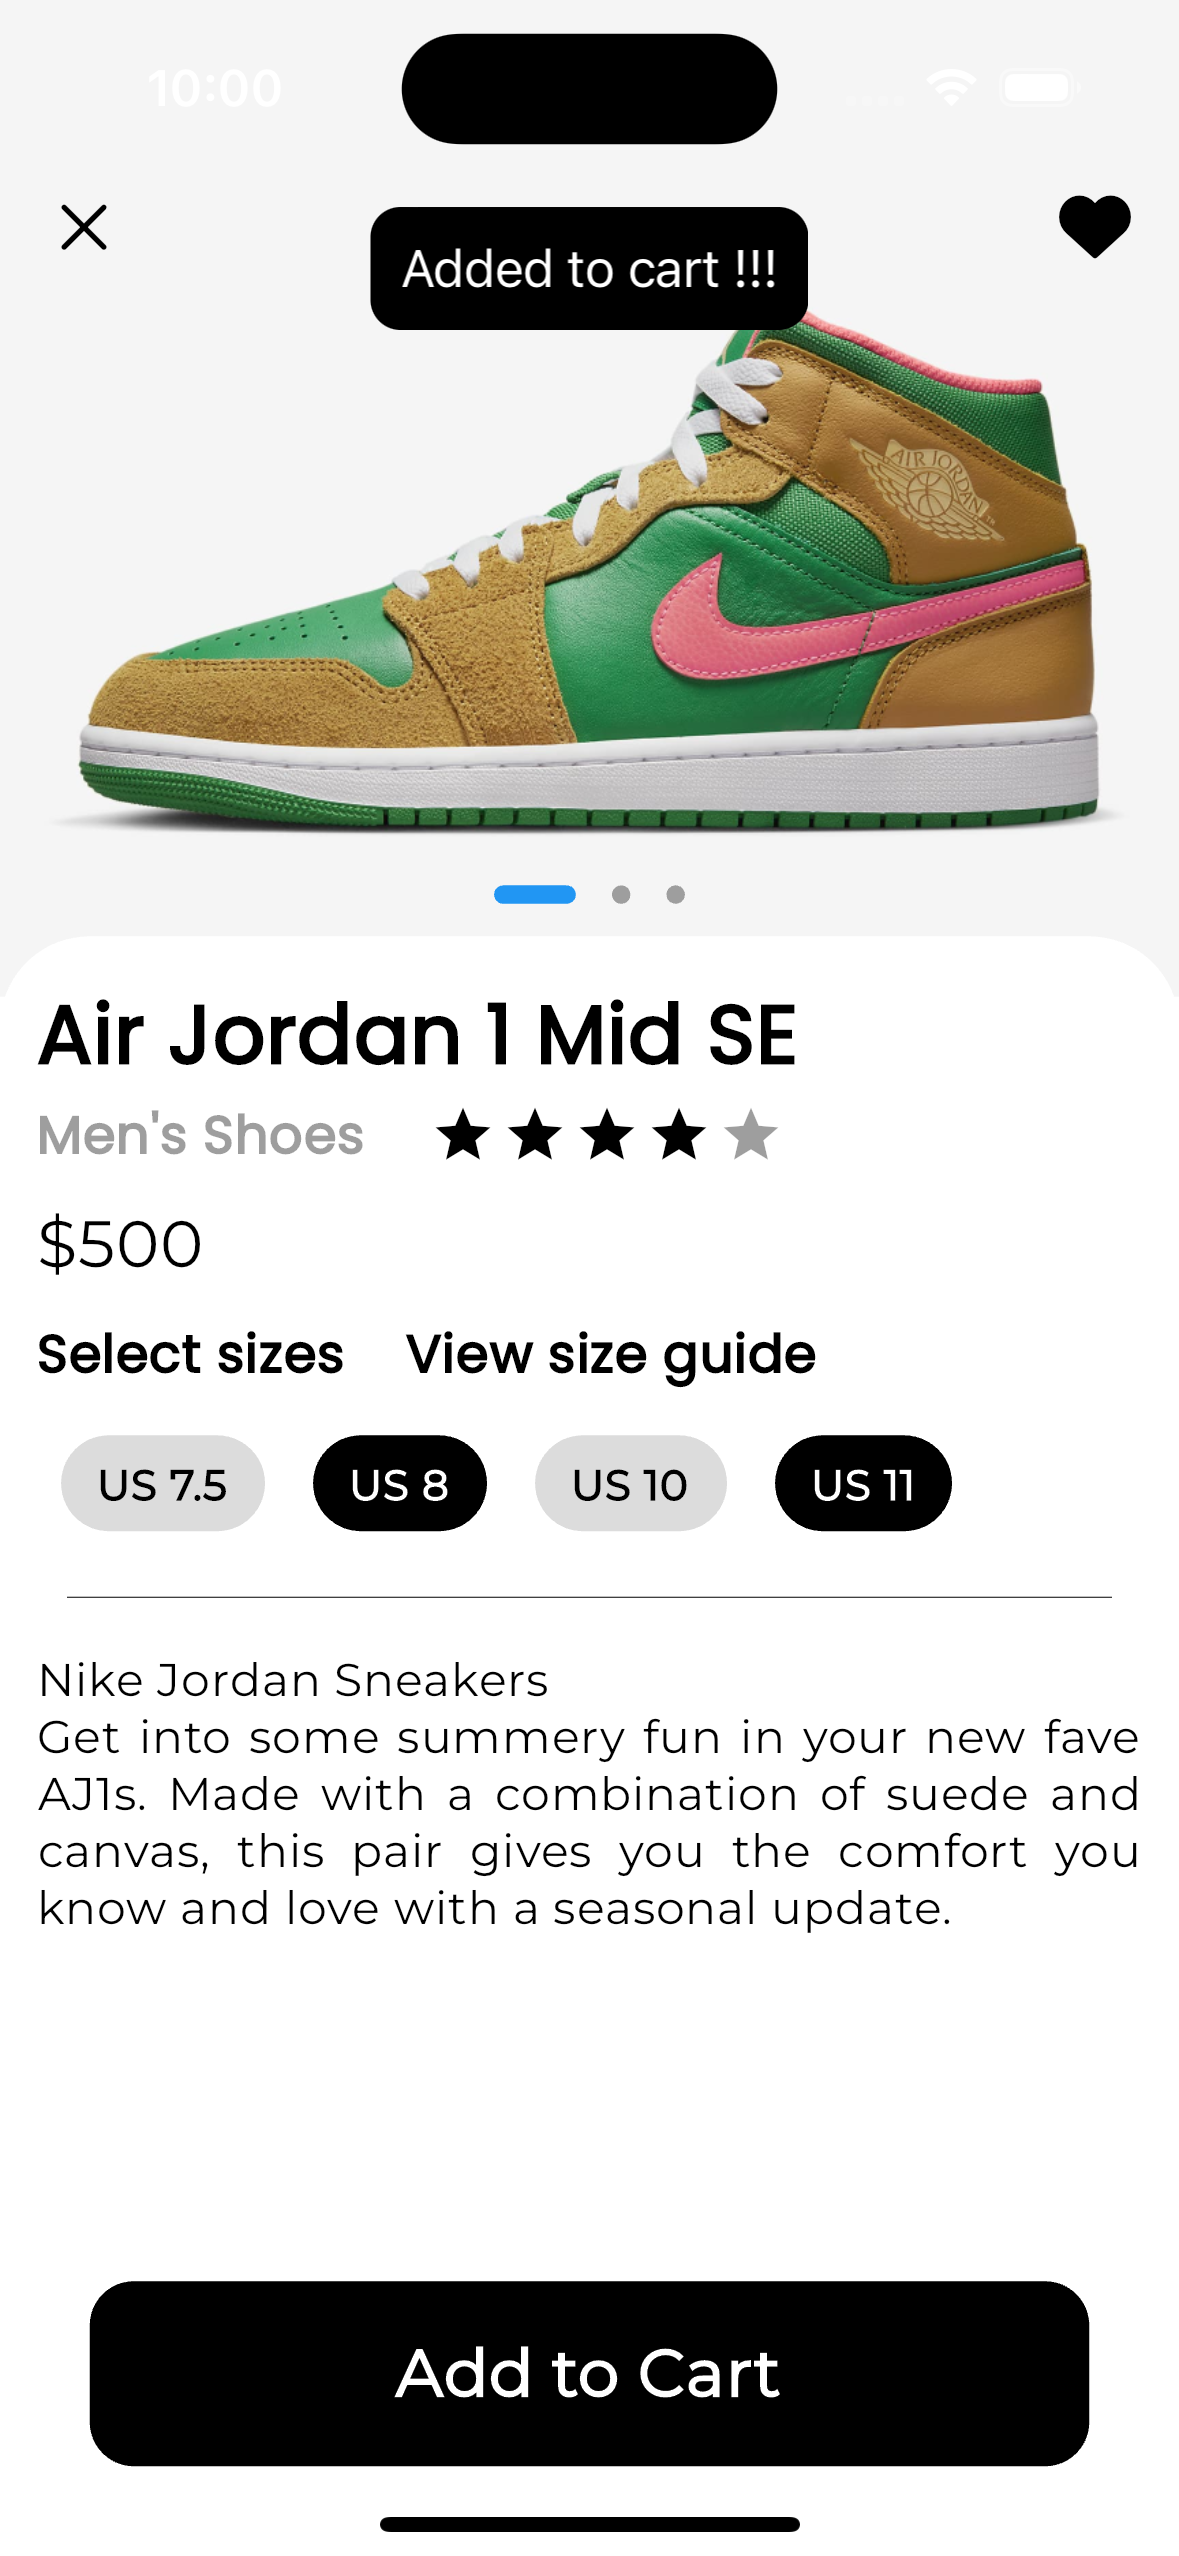 10:00
Added to cart !!!
AIR JORDAN
TM
Air Jordan 1 Mid SE
Men's Shoes
$500
Select sizes View size guide
US 7.5 US 8 US 10 US 11
Nike Jordan Sneakers
Get into some summery fun in your new fave
AJ1s. Made with a combination of suede and
canvas, this pair gives you the comfort you
know and love with a seasonal update.
Add to Cart